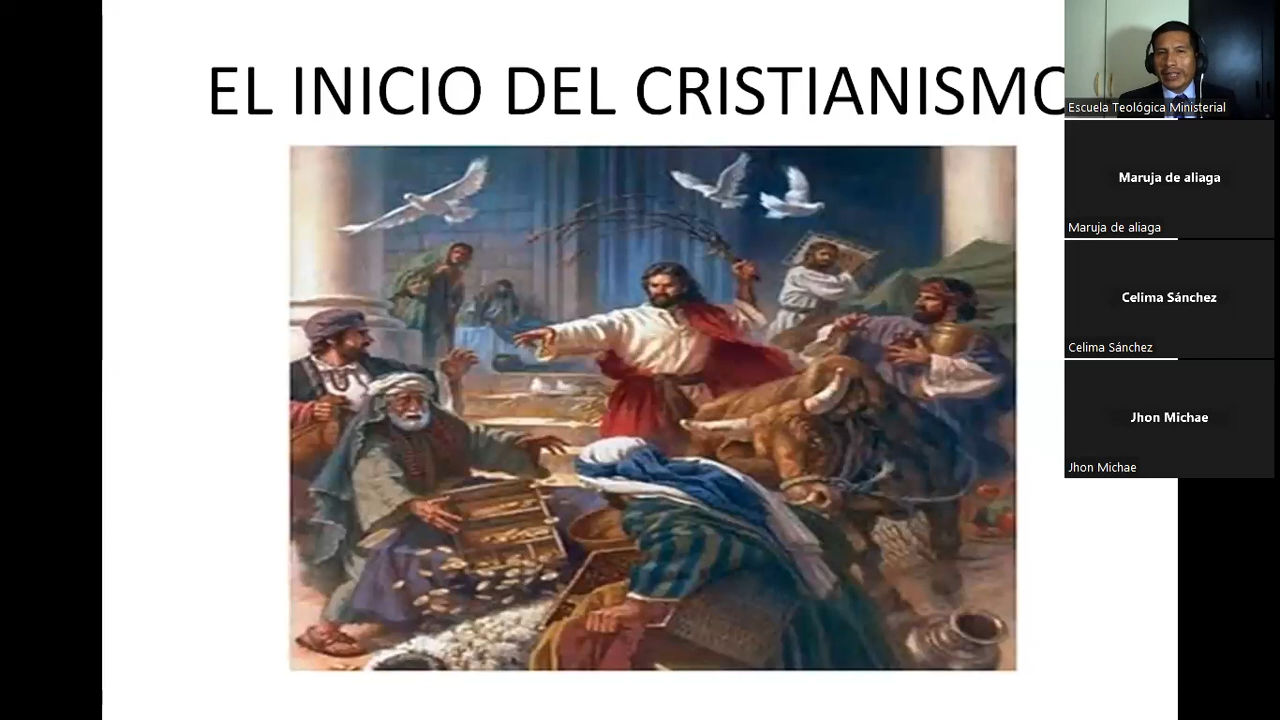 EL INICIO DEL CRISTIANISMO
Escuela Teológica Ministerial
Maruja de aliaga
Maruja de aliaga
Celima Sánchez
Celima Sánchez
Jhon Michae
Jhon Michae